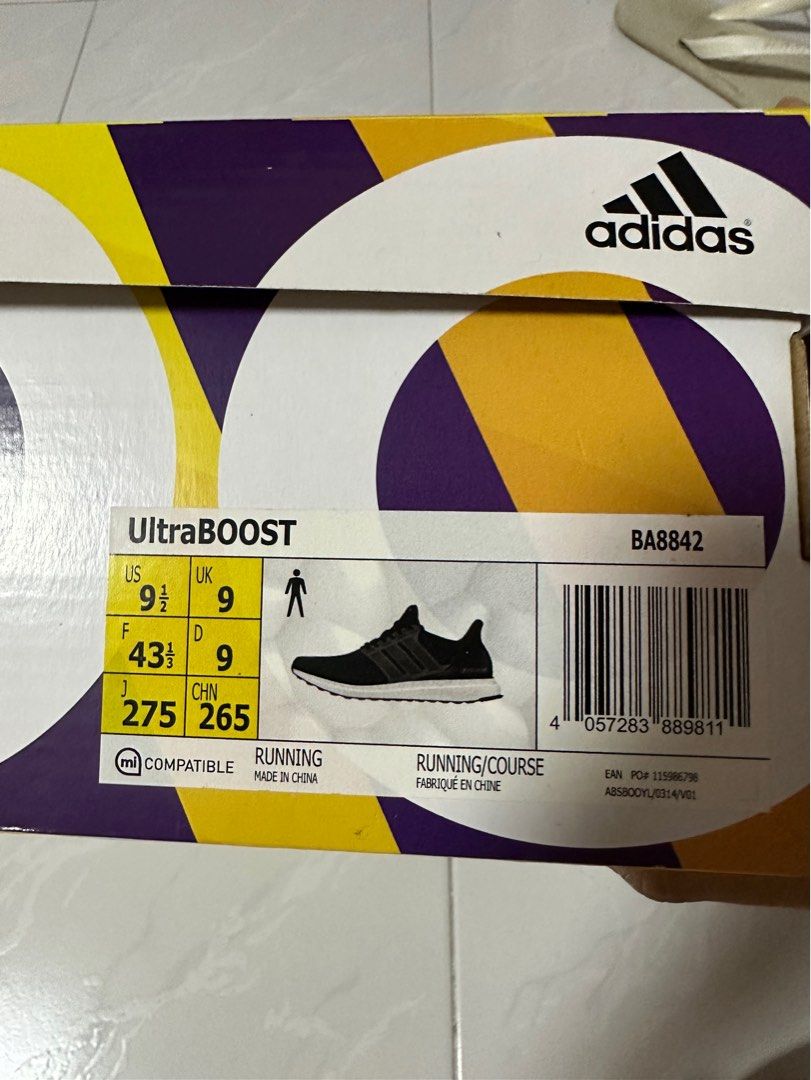 adidas®
UltraBOOST BA8842
US UK
9½ 9
F D
43⅓ 9
J CHN
275 265
4 057283 889811
mi COMPATIBLE
RUNNING
MADE IN CHINA
RUNNING/COURSE
FABRIQUÉ EN CHINE
EAN PO# 115986798
ABSBOOYL/0314/V01